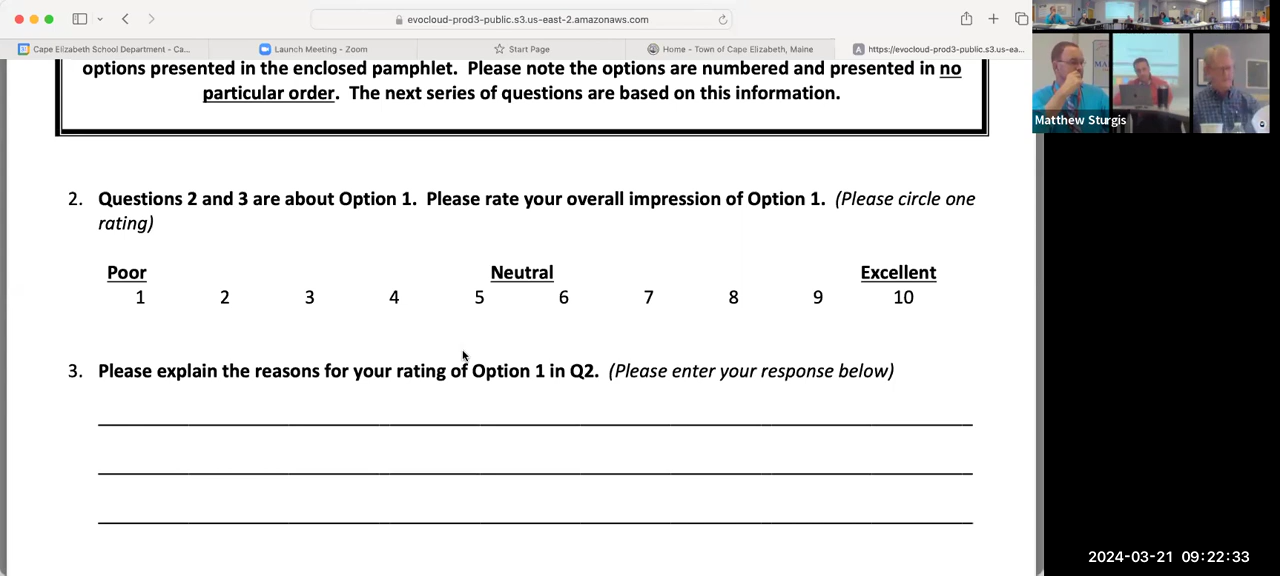 evocloud-prod3-public.s3.us-east-2.amazonaws.com
Cape Elizabeth School Department - Ca...
Launch Meeting - Zoom
Start Page
Home - Town of Cape Elizabeth, Maine
https://evocloud-prod3-public.s3.us-ea...
options presented in the enclosed pamphlet. Please note the options are numbered and presented in no
particular order. The next series of questions are based on this information.
2. Questions 2 and 3 are about Option 1. Please rate your overall impression of Option 1. (Please circle one
rating)
Poor Neutral Excellent
1 2 3 4 5 6 7 8 9 10
3. Please explain the reasons for your rating of Option 1 in Q2. (Please enter your response below)
Matthew Sturgis
2024-03-21 09:22:33